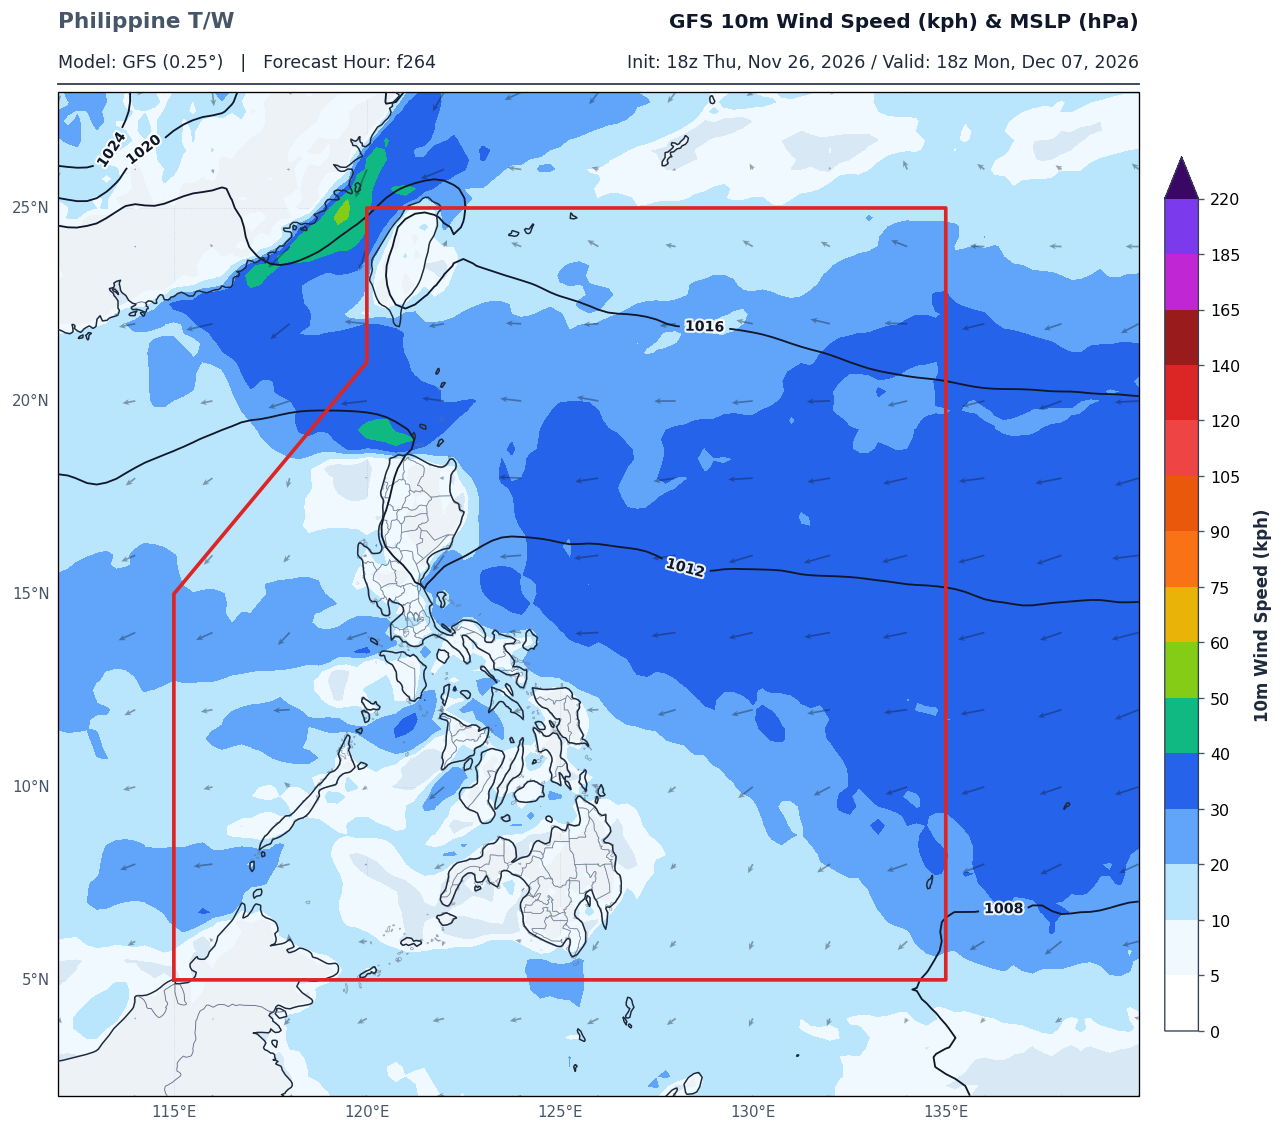 Philippine T/W
GFS 10m Wind Speed (kph) & MSLP (hPa)
Model: GFS (0.25°) | Forecast Hour: f264
Init: 18z Thu, Nov 26, 2026 / Valid: 18z Mon, Dec 07, 2026
1024
1020
1016
1012
1008
25°N
20°N
15°N
10°N
5°N
115°E
120°E
125°E
130°E
135°E
220
185
165
140
120
105
90
75
60
50
40
30
20
10
5
0
10m Wind Speed (kph)